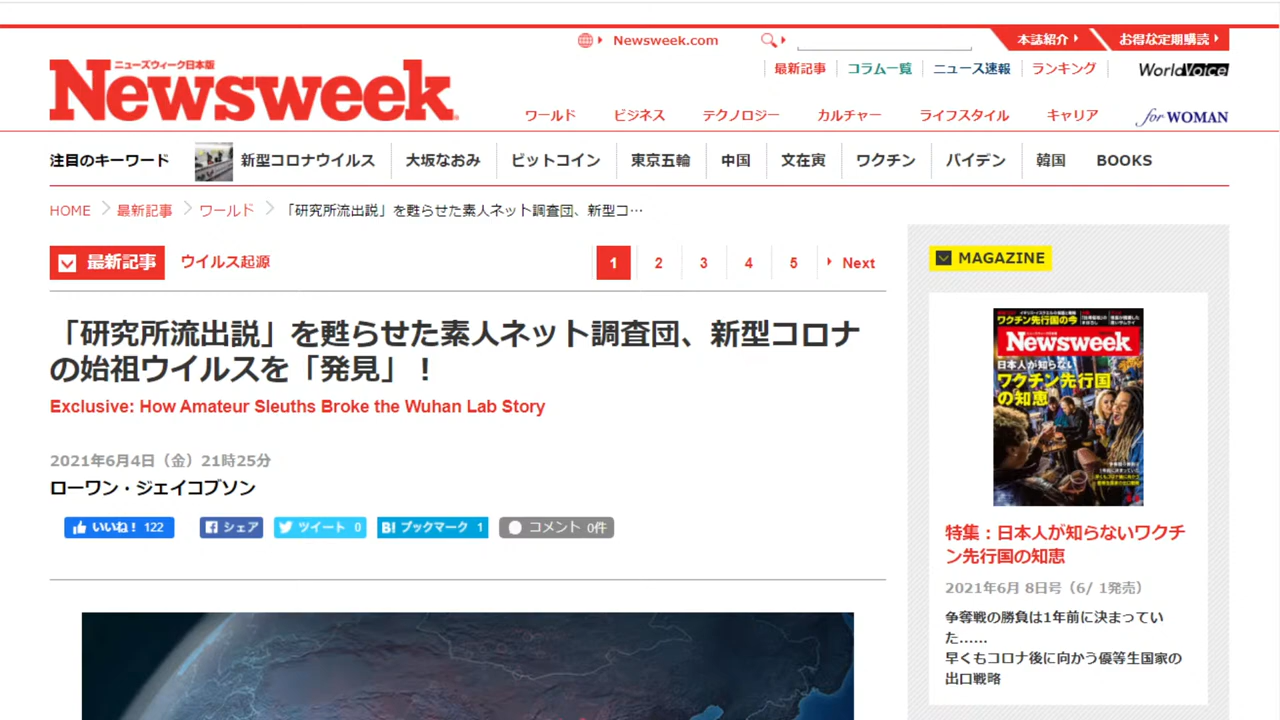 Newsweek.com
本誌紹介
お得な定期購読
ニューズウィーク日本版
Newsweek
最新記事
コラム一覧
ニュース速報
ランキング
WorldVoice
ワールド
ビジネス
テクノロジー
カルチャー
ライフスタイル
キャリア
for WOMAN
注目のキーワード
新型コロナウイルス
大坂なおみ
ビットコイン
東京五輪
中国
文在寅
ワクチン
バイデン
韓国
BOOKS
HOME
最新記事
ワールド
「研究所流出説」を甦らせた素人ネット調査団、新型コ…
最新記事
ウイルス起源
1
2
3
4
5
Next
「研究所流出説」を甦らせた素人ネット調査団、新型コロナ
の始祖ウイルスを「発見」！
Exclusive: How Amateur Sleuths Broke the Wuhan Lab Story
2021年6月4日（金）21時25分
ローワン・ジェイコブソン
いいね！ 122
シェア
ツイート 0
B! ブックマーク 1
コメント 0件
MAGAZINE
ワクチン先行国の今
Newsweek
日本人が知らない
ワクチン先行国
の知恵
特集：日本人が知らないワクチ
ン先行国の知恵
2021年6月 8日号（6/ 1発売）
争奪戦の勝負は1年前に決まってい
た……
早くもコロナ後に向かう優等生国家の
出口戦略